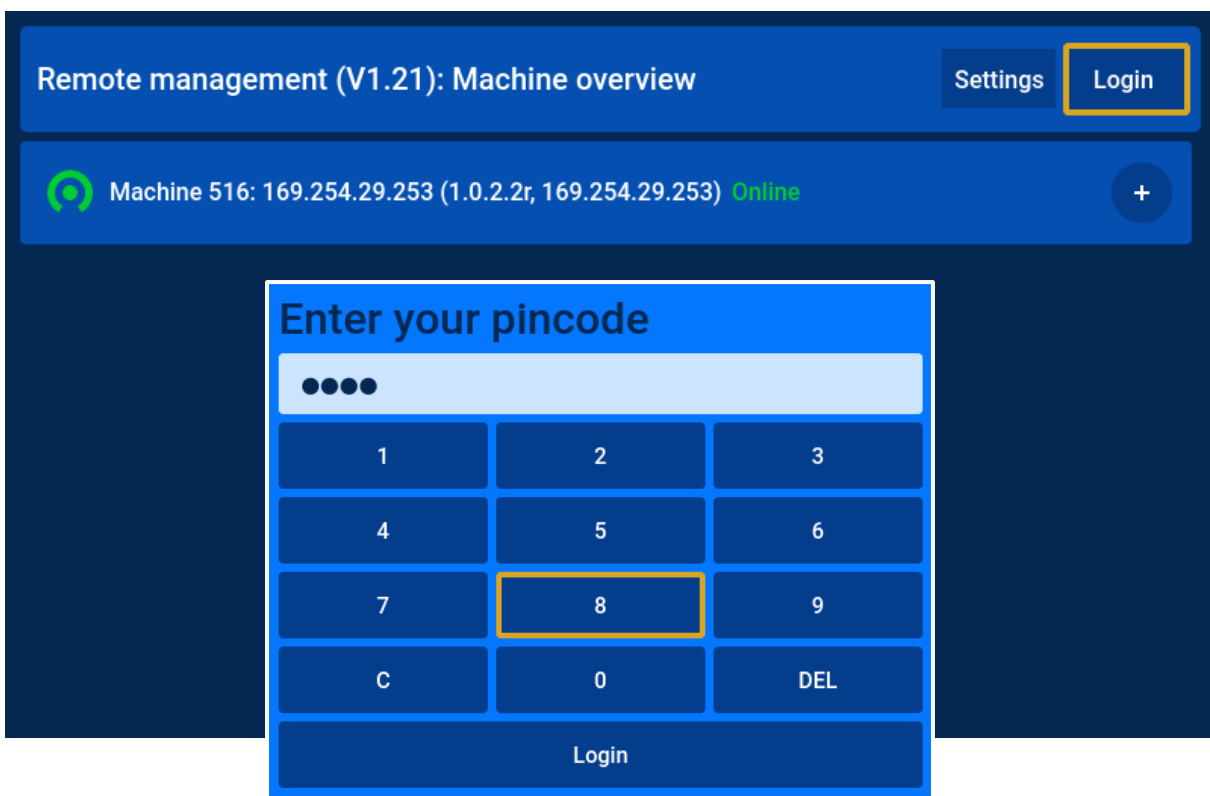 Remote management (V1.21): Machine overview Settings Login
Machine 516: 169.254.29.253 (1.0.2.2r, 169.254.29.253) Online +
Enter your pincode
●●●●
1 2 3
4 5 6
7 8 9
C 0 DEL
Login